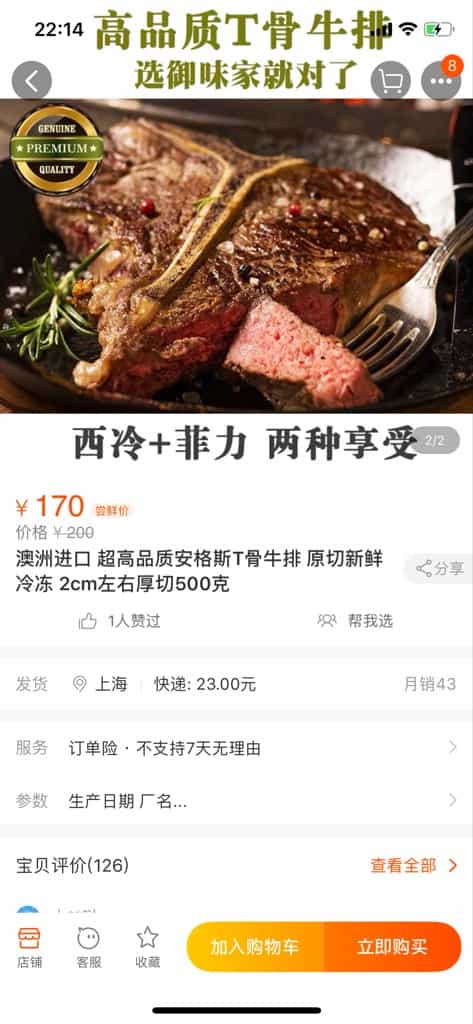 22:14
高品质T骨牛排
选御味家就对了
8
GENUINE
PREMIUM
QUALITY
西冷+菲力 两种享受
2/2
¥ 170 尝鲜价
价格 ¥ 200
澳洲进口 超高品质安格斯T骨牛排 原切新鲜
冷冻 2cm左右厚切500克
分享
1人赞过
帮我选
发货 上海 快递: 23.00元 月销43
服务 订单险 · 不支持7天无理由
参数 生产日期 厂名...
宝贝评价(126) 查看全部
店铺 客服 收藏 加入购物车 立即购买